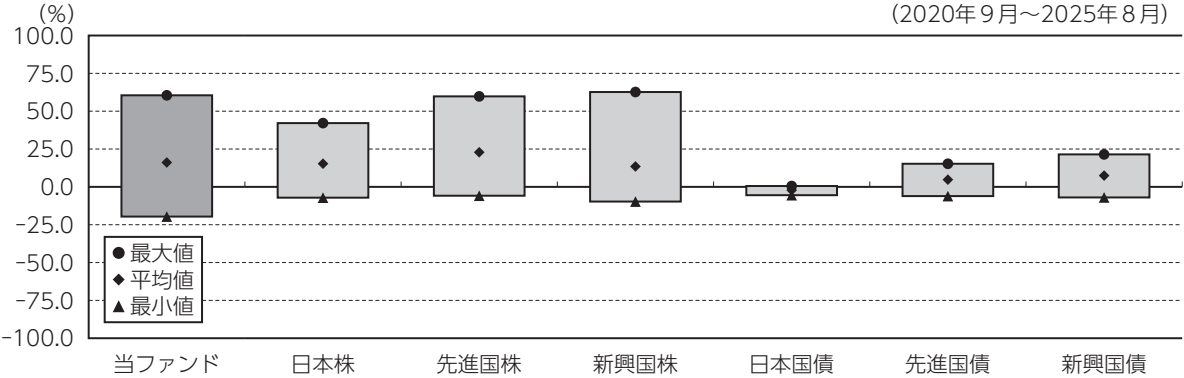 (%)
(2020年9月～2025年8月)
100.0
75.0
50.0
25.0
0.0
-25.0
-50.0
-75.0
-100.0
●最大値
◆平均値
▲最小値
当ファンド 日本株 先進国株 新興国株 日本国債 先進国債 新興国債